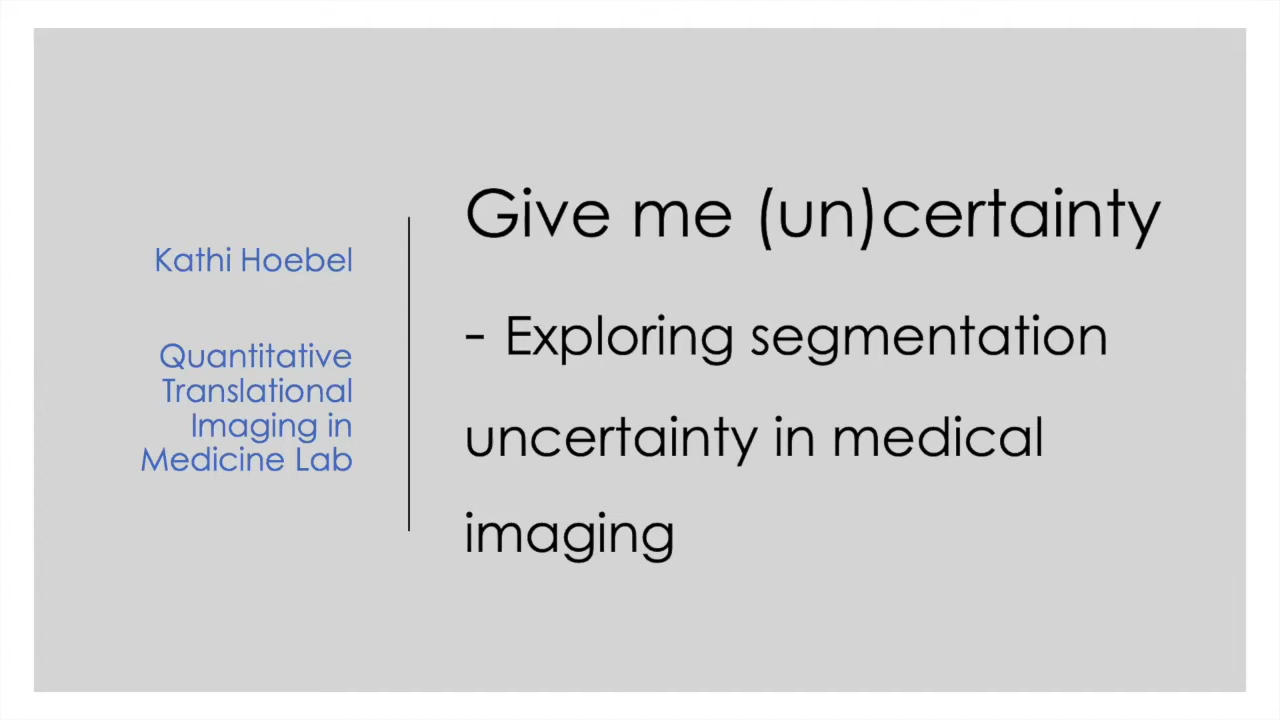 Kathi Hoebel
Quantitative
Translational
Imaging in
Medicine Lab
Give me (un)certainty
- Exploring segmentation
uncertainty in medical
imaging